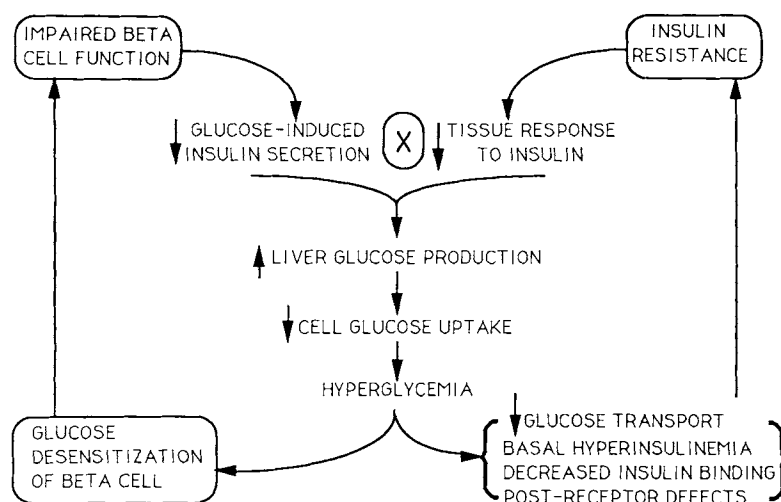 IMPAIRED BETA
CELL FUNCTION
INSULIN
RESISTANCE
GLUCOSE-INDUCED
INSULIN SECRETION
X
TISSUE RESPONSE
TO INSULIN
LIVER GLUCOSE PRODUCTION
CELL GLUCOSE UPTAKE
HYPERGLYCEMIA
GLUCOSE
DESENSITIZATION
OF BETA CELL
GLUCOSE TRANSPORT
BASAL HYPERINSULINEMIA
DECREASED INSULIN BINDING
POST-RECEPTOR DEFECTS